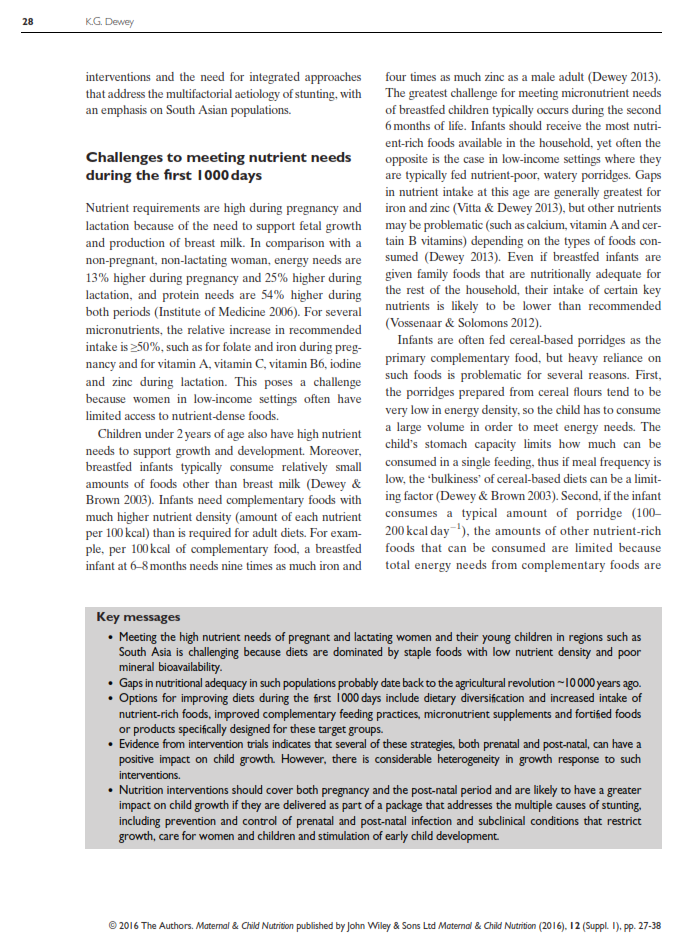 28
K.G. Dewey
interventions and the need for integrated approaches
that address the multifactorial aetiology of stunting, with
an emphasis on South Asian populations.
Challenges to meeting nutrient needs
during the first 1000 days
Nutrient requirements are high during pregnancy and
lactation because of the need to support fetal growth
and production of breast milk. In comparison with a
non-pregnant, non-lactating woman, energy needs are
13% higher during pregnancy and 25% higher during
lactation, and protein needs are 54% higher during
both periods (Institute of Medicine 2006). For several
micronutrients, the relative increase in recommended
intake is ≥50%, such as for folate and iron during preg-
nancy and for vitamin A, vitamin C, vitamin B6, iodine
and zinc during lactation. This poses a challenge
because women in low-income settings often have
limited access to nutrient-dense foods.
Children under 2 years of age also have high nutrient
needs to support growth and development. Moreover,
breastfed infants typically consume relatively small
amounts of foods other than breast milk (Dewey &
Brown 2003). Infants need complementary foods with
much higher nutrient density (amount of each nutrient
per 100 kcal) than is required for adult diets. For exam-
ple, per 100 kcal of complementary food, a breastfed
infant at 6–8 months needs nine times as much iron and
four times as much zinc as a male adult (Dewey 2013).
The greatest challenge for meeting micronutrient needs
of breastfed children typically occurs during the second
6 months of life. Infants should receive the most nutri-
ent-rich foods available in the household, yet often the
opposite is the case in low-income settings where they
are typically fed nutrient-poor, watery porridges. Gaps
in nutrient intake at this age are generally greatest for
iron and zinc (Vitta & Dewey 2013), but other nutrients
may be problematic (such as calcium, vitamin A and cer-
tain B vitamins) depending on the types of foods con-
sumed (Dewey 2013). Even if breastfed infants are
given family foods that are nutritionally adequate for
the rest of the household, their intake of certain key
nutrients is likely to be lower than recommended
(Vossenaar & Solomons 2012).
Infants are often fed cereal-based porridges as the
primary complementary food, but heavy reliance on
such foods is problematic for several reasons. First,
the porridges prepared from cereal flours tend to be
very low in energy density, so the child has to consume
a large volume in order to meet energy needs. The
child's stomach capacity limits how much can be
consumed in a single feeding, thus if meal frequency is
low, the 'bulkiness' of cereal-based diets can be a limit-
ing factor (Dewey & Brown 2003). Second, if the infant
consumes a typical amount of porridge (100–
200 kcal day⁻¹), the amounts of other nutrient-rich
foods that can be consumed are limited because
total energy needs from complementary foods are
Key messages
• Meeting the high nutrient needs of pregnant and lactating women and their young children in regions such as
South Asia is challenging because diets are dominated by staple foods with low nutrient density and poor
mineral bioavailability.
• Gaps in nutritional adequacy in such populations probably date back to the agricultural revolution ~10 000 years ago.
• Options for improving diets during the first 1000 days include dietary diversification and increased intake of
nutrient-rich foods, improved complementary feeding practices, micronutrient supplements and fortified foods
or products specifically designed for these target groups.
• Evidence from intervention trials indicates that several of these strategies, both prenatal and post-natal, can have a
positive impact on child growth. However, there is considerable heterogeneity in growth response to such
interventions.
• Nutrition interventions should cover both pregnancy and the post-natal period and are likely to have a greater
impact on child growth if they are delivered as part of a package that addresses the multiple causes of stunting,
including prevention and control of prenatal and post-natal infection and subclinical conditions that restrict
growth, care for women and children and stimulation of early child development.
© 2016 The Authors. Maternal & Child Nutrition published by John Wiley & Sons Ltd Maternal & Child Nutrition (2016), 12 (Suppl. 1), pp. 27-38